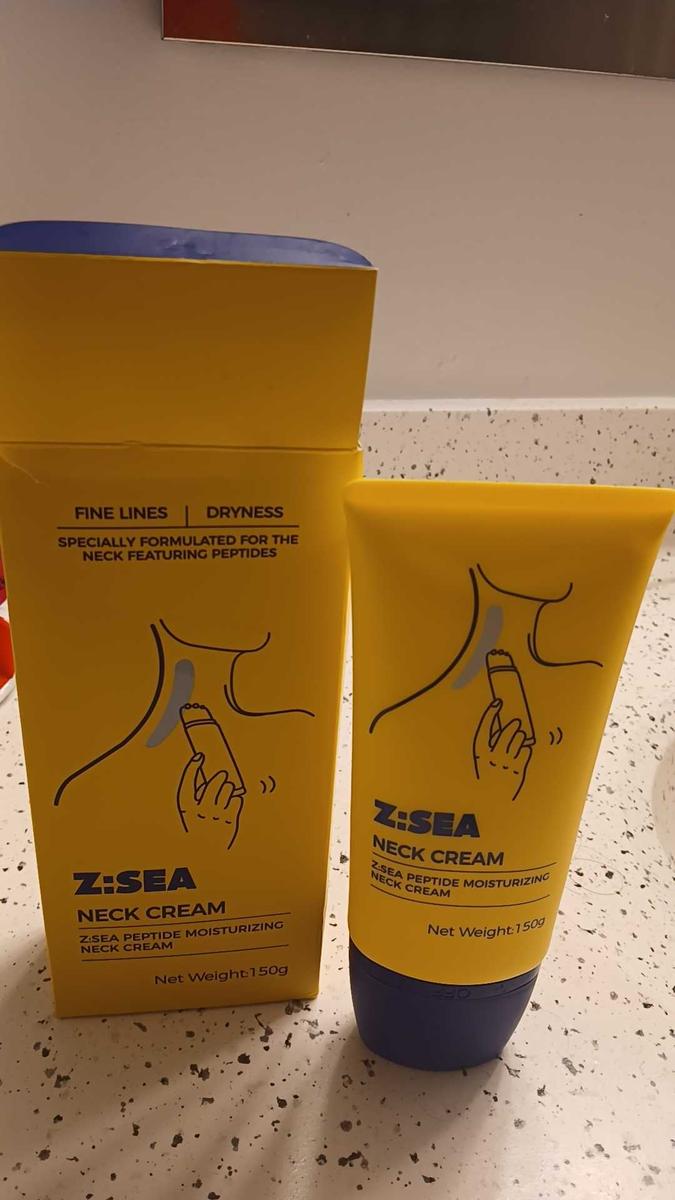 FINE LINES | DRYNESS
SPECIALLY FORMULATED FOR THE
NECK FEATURING PEPTIDES
Z:SEA
NECK CREAM
Z:SEA PEPTIDE MOISTURIZING
NECK CREAM
Net Weight:150g
Z:SEA
NECK CREAM
Z:SEA PEPTIDE MOISTURIZING
NECK CREAM
Net Weight:150g